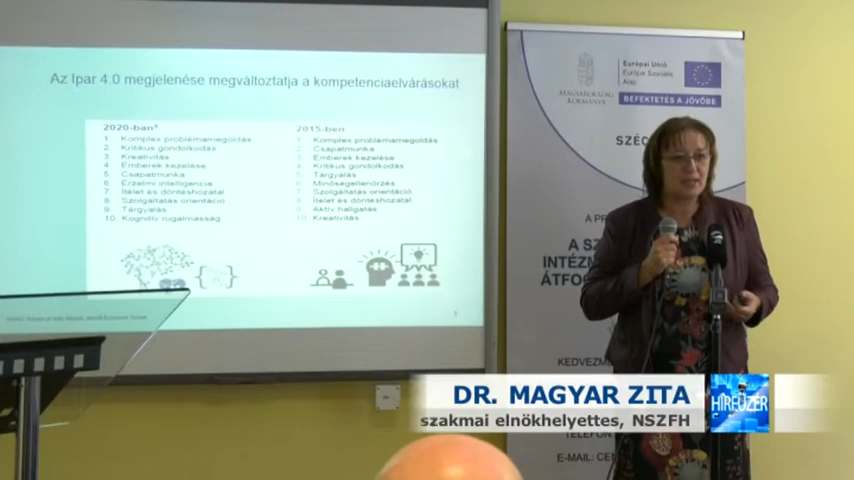 Az Ipar 4.0 megjelenése megváltoztatja a kompetenciaelvárásokat
2020-ban
1. Komplex problémamegoldás
2. Kritikus gondolkodás
3. Kreativitás
4. Emberek kezelése
5. Csapatmunka
6. Érzelmi intelligencia
7. Ítélet és döntéshozatal
8. Szolgáltatás orientáció
9. Tárgyalás
10. Kognitív rugalmasság
2015-ben
1. Komplex problémamegoldás
2. Csapatmunka
3. Emberek kezelése
4. Kritikus gondolkodás
5. Tárgyalás
6. Minőségellenőrzés
7. Szolgáltatás orientáció
8. Ítélet és döntéshozatal
9. Aktív hallgatás
10. Kreativitás
Magyarország
Kormánya
Európai Unió
Európai Szociális
Alap
BEFEKTETÉS A JÖVŐBE
SZÉC
A PR
A SZ
INTÉZM
ÁTFOG
KEDVEZM
TELEFON
E-MAIL: CE
DR. MAGYAR ZITA
szakmai elnökhelyettes, NSZFH
HÍRFÜZÉR